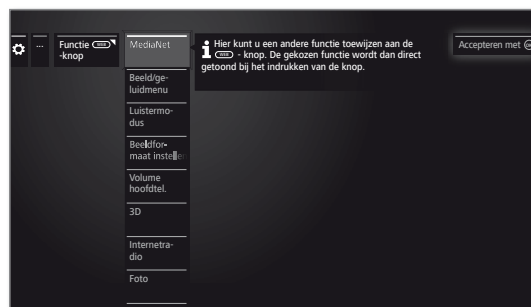 ...
Functie WEB
-knop
MediaNet
Beeld/ge-
luidmenu
Luistermo-
dus
Beeldfor-
maat instellen
Volume
hoofdtel.
3D
Internetra-
dio
Foto
i Hier kunt u een andere functie toewijzen aan de
WEB - knop. De gekozen functie wordt dan direct
getoond bij het indrukken van de knop.
Accepteren met